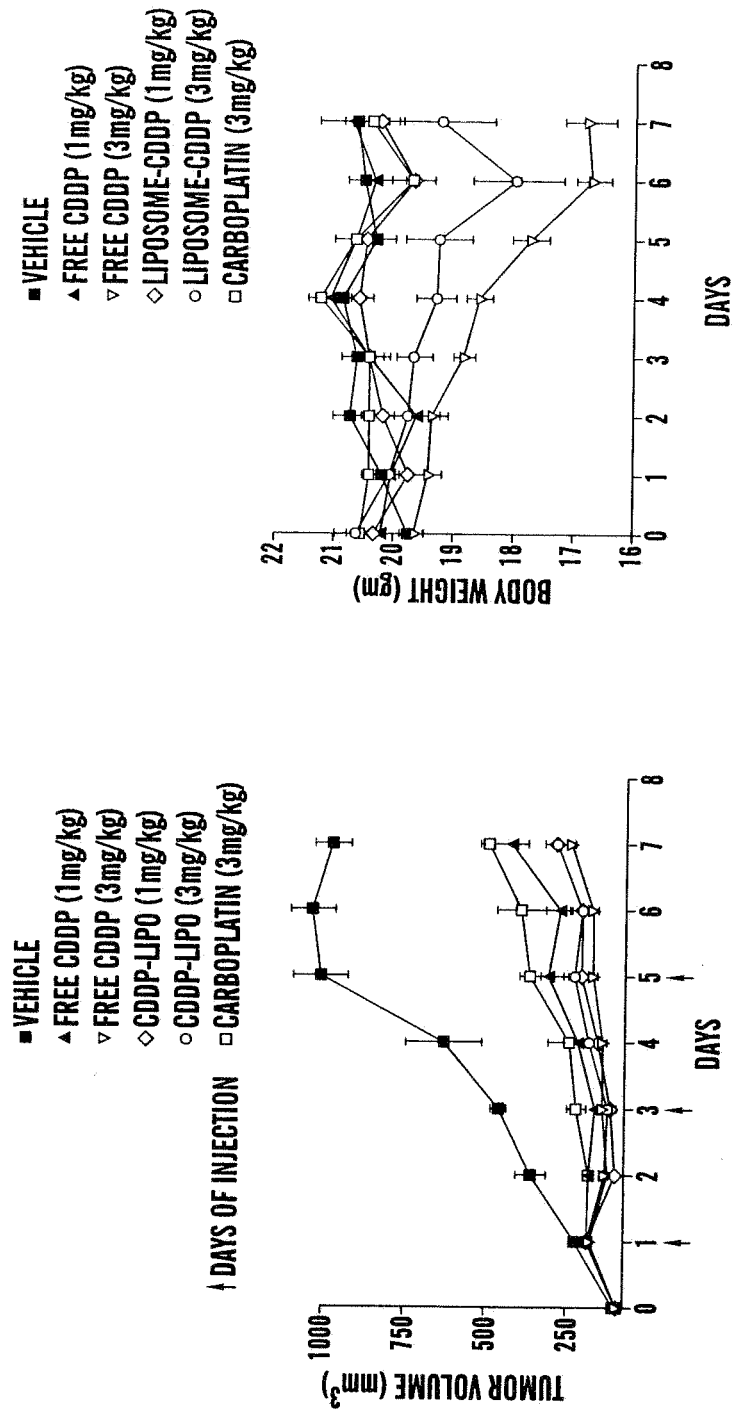 ■ VEHICLE
▲ FREE CDDP (1mg/kg)
▽ FREE CDDP (3mg/kg)
◇ CDDP-LIPO (1mg/kg)
○ CDDP-LIPO (3mg/kg)
□ CARBOPLATIN (3mg/kg)
↑ DAYS OF INJECTION
TUMOR VOLUME (mm³)
1000
750
500
250
0 1 2 3 4 5 6 7 8
DAYS
■ VEHICLE
▲ FREE CDDP (1mg/kg)
▽ FREE CDDP (3mg/kg)
◇ LIPOSOME-CDDP (1mg/kg)
○ LIPOSOME-CDDP (3mg/kg)
□ CARBOPLATIN (3mg/kg)
BODY WEIGHT (gm)
22
21
20
19
18
17
16
0 1 2 3 4 5 6 7 8
DAYS